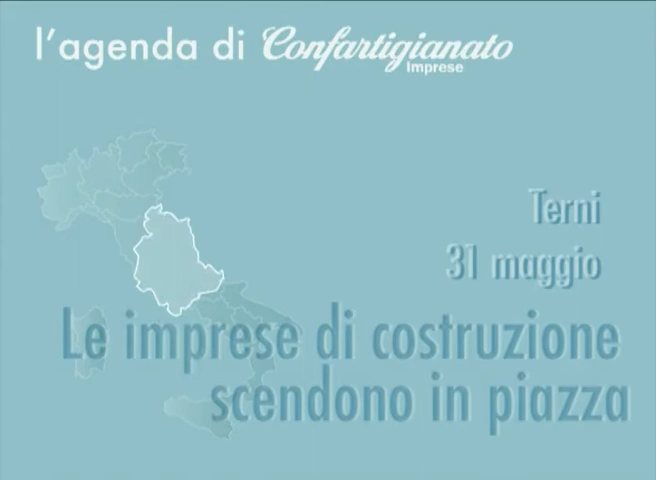 l'agenda di Confartigianato
Imprese
Terni
31 maggio
Le imprese di costruzione
scendono in piazza